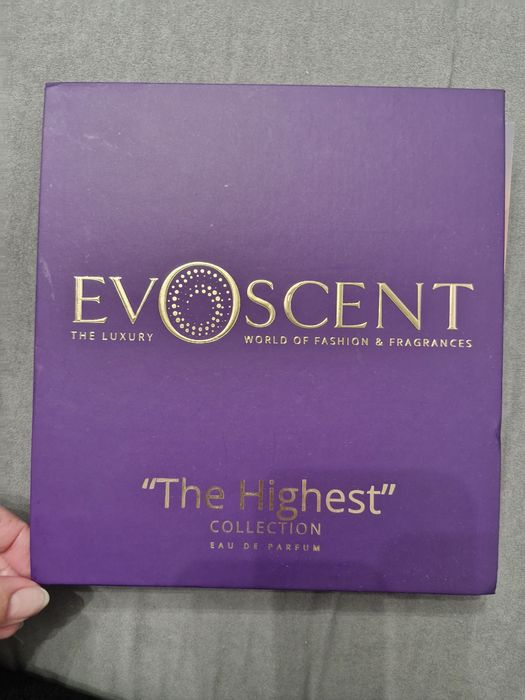 EVOSCENT
THE LUXURY WORLD OF FASHION & FRAGRANCES
“The Highest”
COLLECTION
EAU DE PARFUM